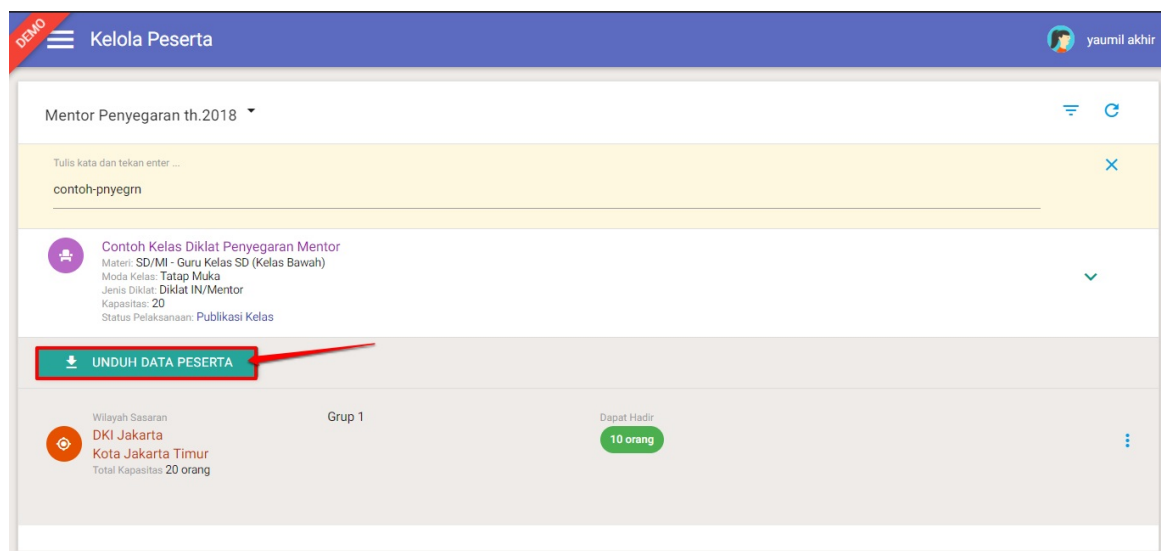 DEMO
Kelola Peserta
yaumil akhir
Mentor Penyegaran th.2018
Tulis kata dan tekan enter ...
contoh-pnyegrn
Contoh Kelas Diklat Penyegaran Mentor
Materi: SD/MI - Guru Kelas SD (Kelas Bawah)
Moda Kelas: Tatap Muka
Jenis Diklat: Diklat IN/Mentor
Kapasitas: 20
Status Pelaksanaan: Publikasi Kelas
UNDUH DATA PESERTA
Wilayah Sasaran
DKI Jakarta
Kota Jakarta Timur
Total Kapasitas 20 orang
Grup 1
Dapat Hadir
10 orang